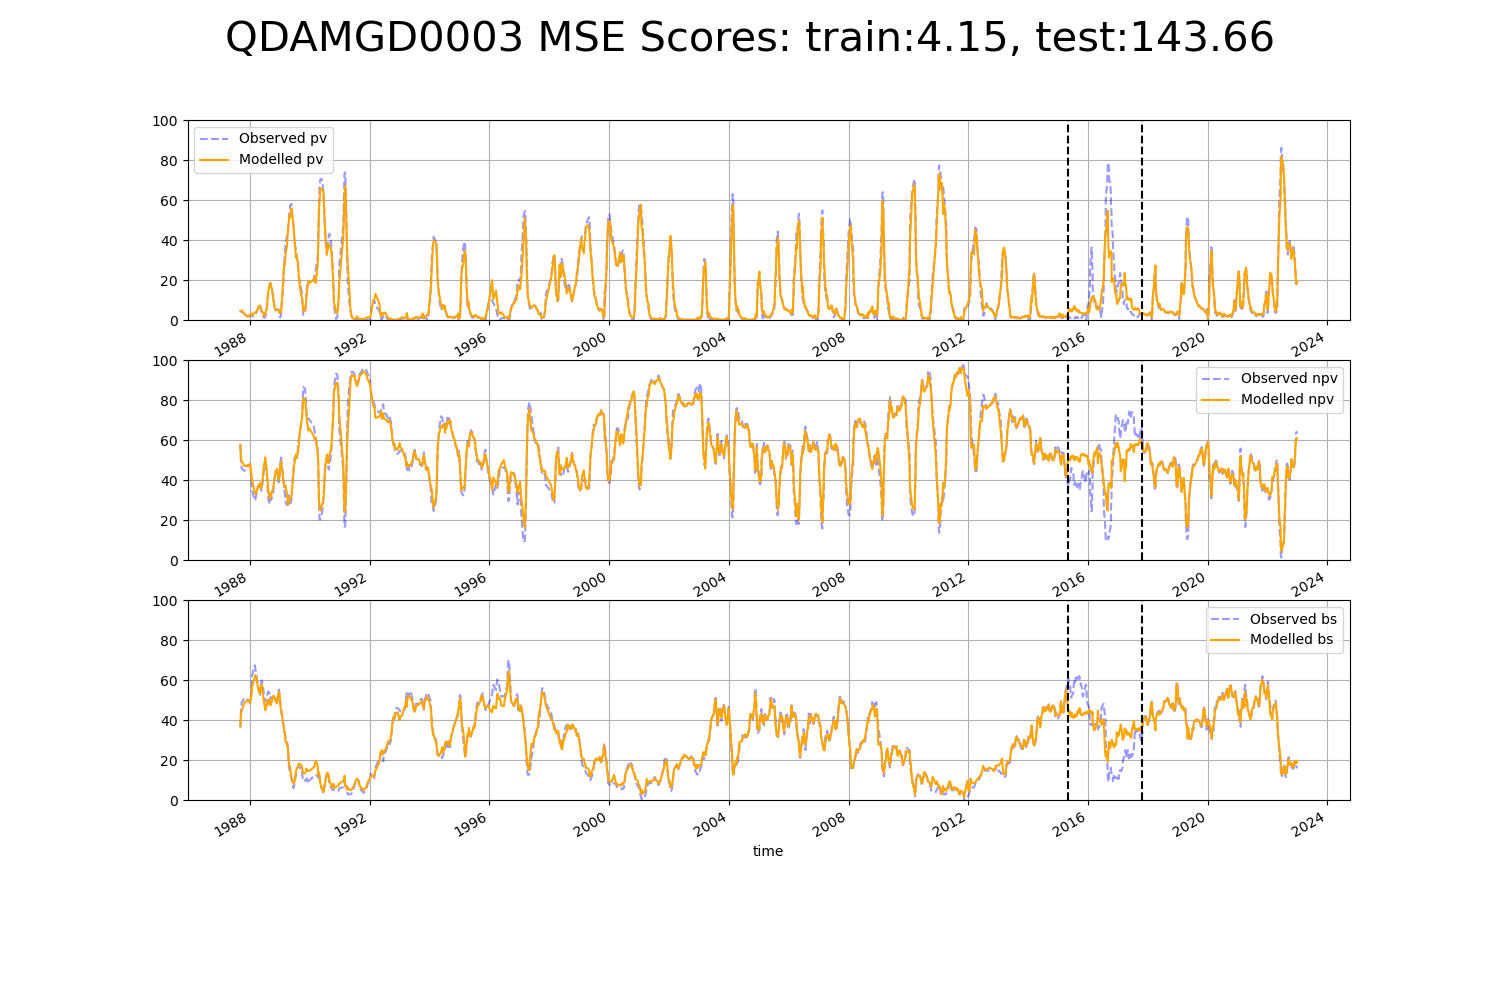 QDAMGD0003 MSE Scores: train:4.15, test:143.66
100
80
60
40
20
0
Observed pv
Modelled pv
1988 1992 1996 2000 2004 2008 2012 2016 2020 2024
100
80
60
40
20
0
Observed npv
Modelled npv
1988 1992 1996 2000 2004 2008 2012 2016 2020 2024
100
80
60
40
20
0
Observed bs
Modelled bs
1988 1992 1996 2000 2004 2008 2012 2016 2020 2024
time